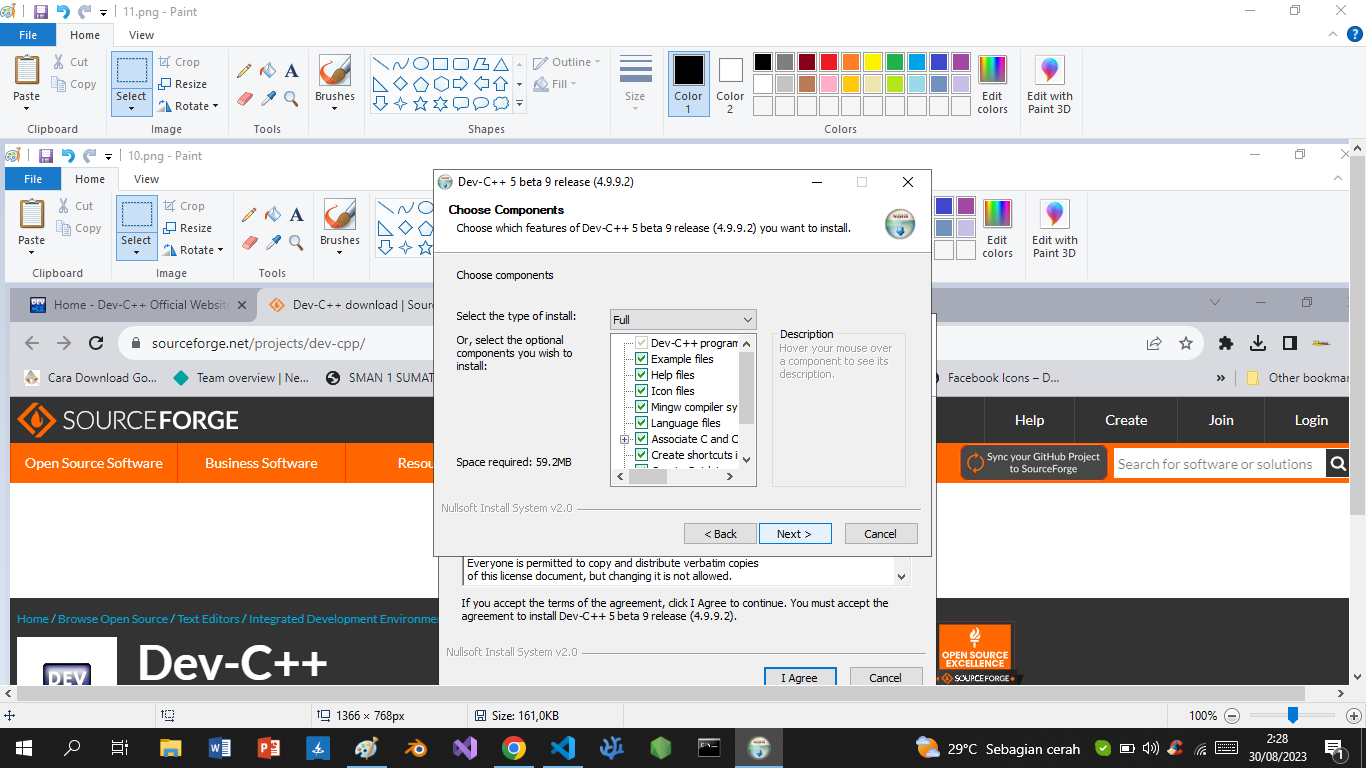 11.png - Paint
File Home View
Paste
Cut
Copy
Clipboard
Select
Crop
Resize
Rotate
Image
Tools
Brushes
Shapes
Outline
Fill
Size
Color 1
Color 2
Colors
Edit colors
Edit with Paint 3D
10.png - Paint
File Home View
Paste
Cut
Copy
Clipboard
Select
Crop
Resize
Rotate
Image
Tools
Brushes
Edit colors
Edit with Paint 3D
Home - Dev-C++ Official Website
Dev-C++ download | Sour
sourceforge.net/projects/dev-cpp/
Cara Download Go...
Team overview | Ne...
SMAN 1 SUMAT
Facebook Icons – D...
»
Other bookmar
SOURCEFORGE
Help Create Join Login
Open Source Software Business Software Resou
Sync your GitHub Project
to SourceForge
Search for software or solutions
Dev-C++ 5 beta 9 release (4.9.9.2)
Choose Components
Choose which features of Dev-C++ 5 beta 9 release (4.9.9.2) you want to install.
Choose components
Select the type of install:
Full
Or, select the optional
components you wish to
install:
Dev-C++ program
Example files
Help files
Icon files
Mingw compiler sy
Language files
Associate C and C
Create shortcuts i
Description
Hover your mouse over
a component to see its
description.
Space required: 59.2MB
Nullsoft Install System v2.0
< Back Next > Cancel
Everyone is permitted to copy and distribute verbatim copies
of this license document, but changing it is not allowed.
If you accept the terms of the agreement, click I Agree to continue. You must accept the
agreement to install Dev-C++ 5 beta 9 release (4.9.9.2).
Nullsoft Install System v2.0
I Agree Cancel
Home / Browse Open Source / Text Editors / Integrated Development Environme
DEV
Dev-C++
OPEN SOURCE
EXCELLENCE
SOURCEFORGE
1366 × 768px
Size: 161,0KB
100%
29°C Sebagian cerah
2:28
30/08/2023
1